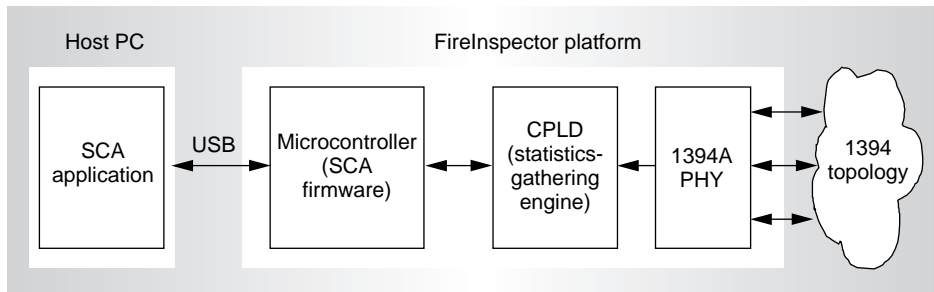 Host PC
FireInspector platform
SCA
application
USB
Microcontroller
(SCA
firmware)
CPLD
(statistics-
gathering
engine)
1394A
PHY
1394
topology